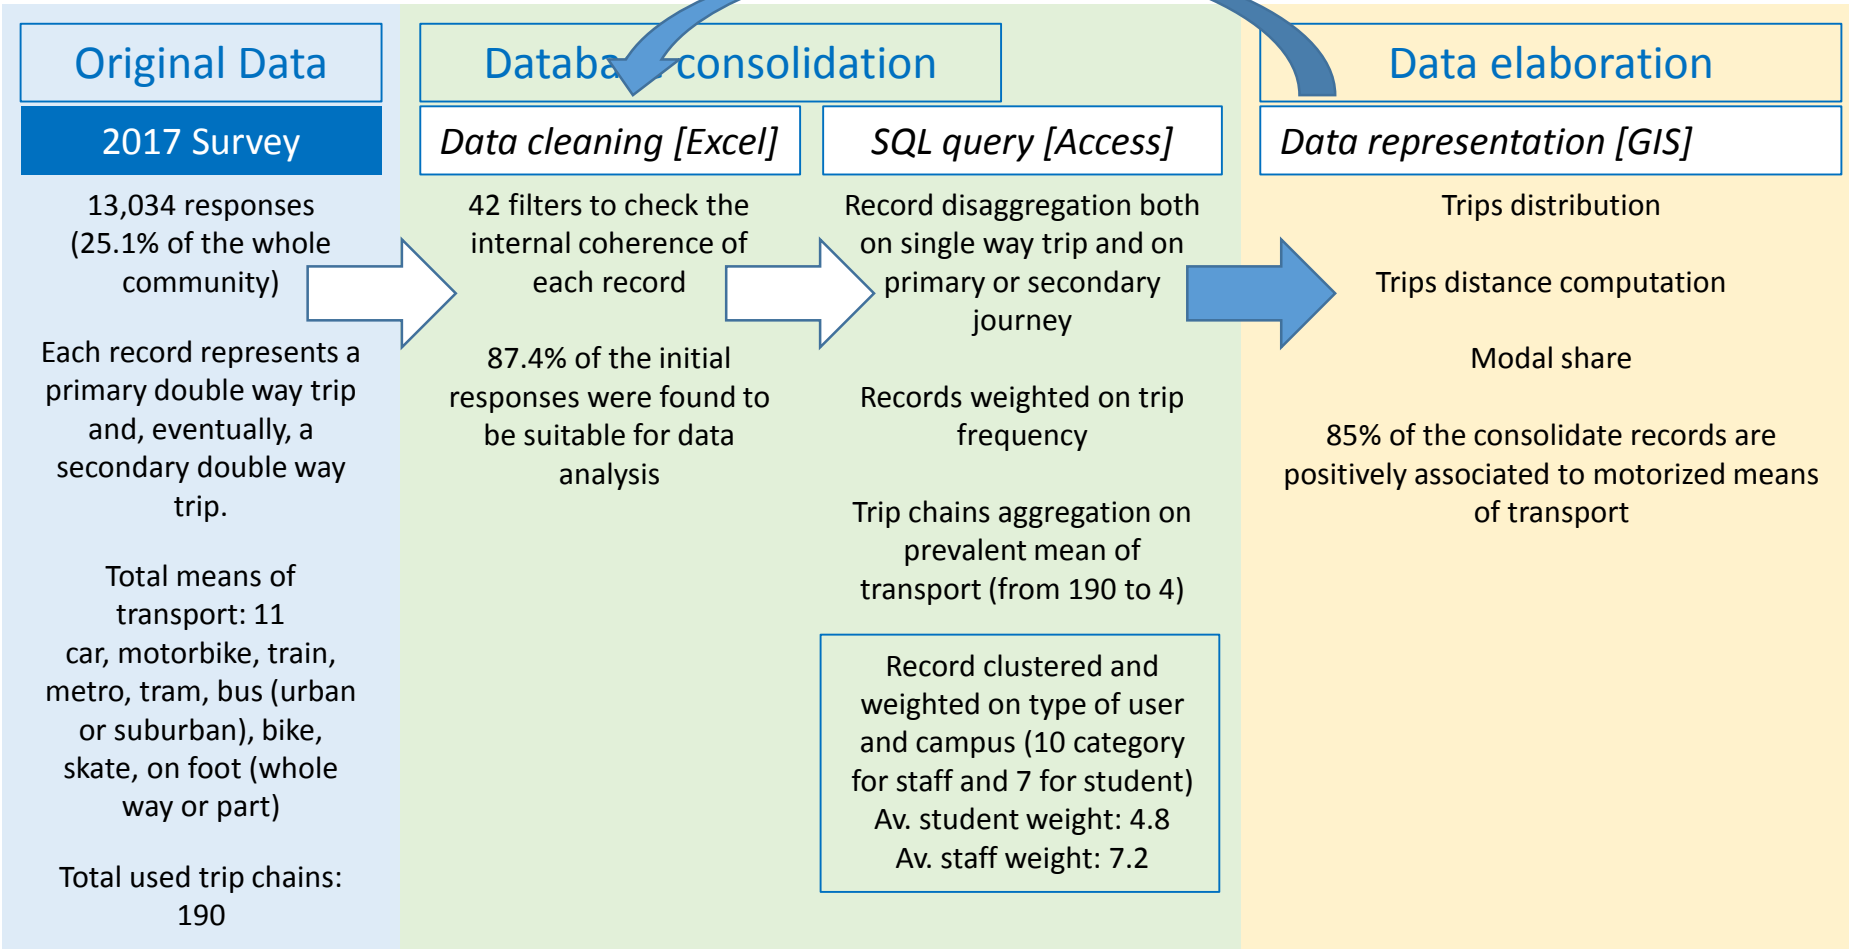 Original Data
2017 Survey
13,034 responses
(25.1% of the whole
community)
Each record represents a
primary double way trip
and, eventually, a
secondary double way
trip.
Total means of
transport: 11
car, motorbike, train,
metro, tram, bus (urban
or suburban), bike,
skate, on foot (whole
way or part)
Total used trip chains:
190
Database consolidation
Data cleaning [Excel]
42 filters to check the
internal coherence of
each record
87.4% of the initial
responses were found to
be suitable for data
analysis
SQL query [Access]
Record disaggregation both
on single way trip and on
primary or secondary
journey
Records weighted on trip
frequency
Trip chains aggregation on
prevalent mean of
transport (from 190 to 4)
Record clustered and
weighted on type of user
and campus (10 category
for staff and 7 for student)
Av. student weight: 4.8
Av. staff weight: 7.2
Data elaboration
Data representation [GIS]
Trips distribution
Trips distance computation
Modal share
85% of the consolidate records are
positively associated to motorized means
of transport